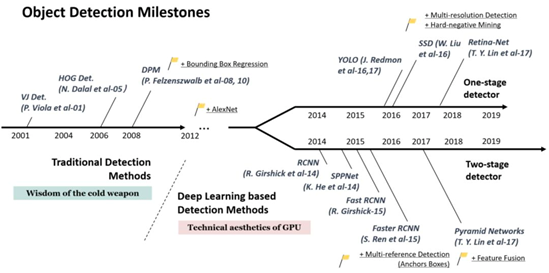 Object Detection Milestones
+ Multi-resolution Detection
+ Hard-negative Mining
+ Bounding Box Regression
SSD (W. Liu
et al-16)
Retina-Net
(T. Y. Lin et al-17)
YOLO (J. Redmon
et al-16,17)
HOG Det.
(N. Dalal et al-05)
DPM
(P. Felzenszwalb et al-08, 10)
VJ Det.
(P. Viola et al-01)
+ AlexNet
One-stage
detector
2014 2015 2016 2017 2018 2019
2001 2004 2006 2008 2012 ...
2014 2015 2016 2017 2018 2019
Two-stage
detector
Traditional Detection
Methods
Wisdom of the cold weapon
Deep Learning based
Detection Methods
Technical aesthetics of GPU
RCNN
(R. Girshick et al-14)
SPPNet
(K. He et al-14)
Fast RCNN
(R. Girshick-15)
Faster RCNN
(S. Ren et al-15)
Pyramid Networks
(T. Y. Lin et al-17)
+ Multi-reference Detection
(Anchors Boxes)
+ Feature Fusion